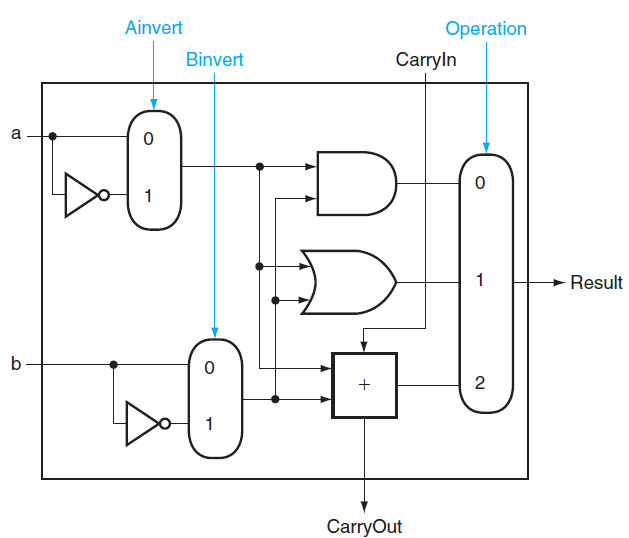 Ainvert
Operation
Binvert
CarryIn
a
0
1
0
1
Result
b
0
1
+
2
CarryOut